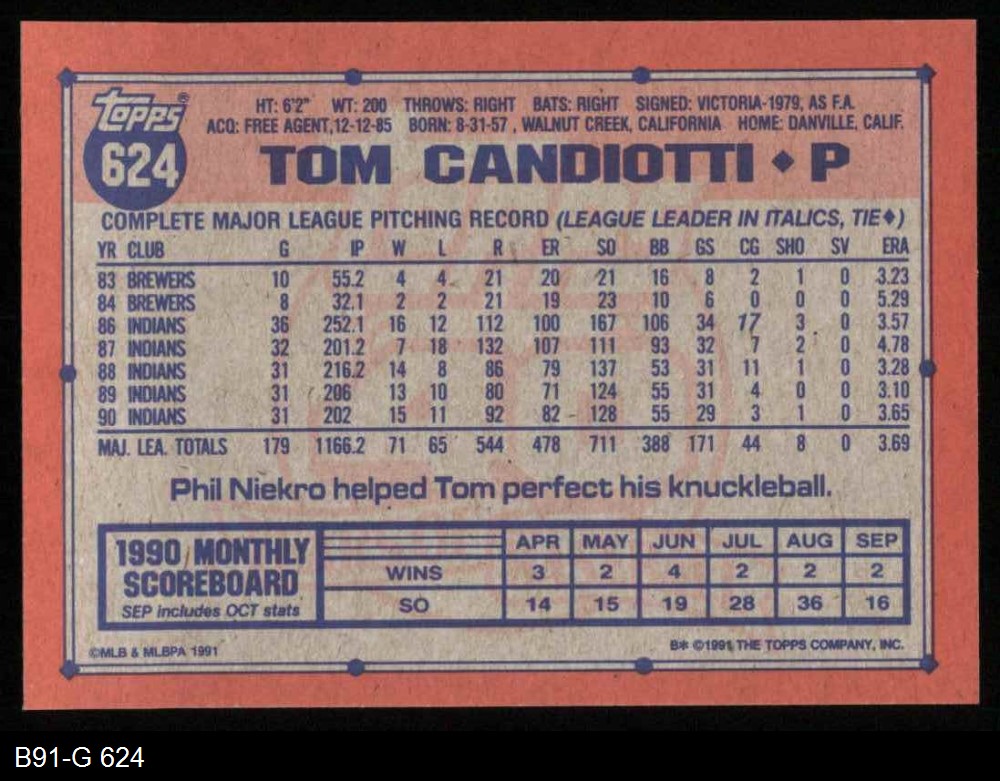 Topps®
624
HT: 6'2" WT: 200 THROWS: RIGHT BATS: RIGHT SIGNED: VICTORIA-1979, AS F.A.
ACQ: FREE AGENT,12-12-85 BORN: 8-31-57 , WALNUT CREEK, CALIFORNIA HOME: DANVILLE, CALIF.
TOM CANDIOTTI ♦ P
COMPLETE MAJOR LEAGUE PITCHING RECORD (LEAGUE LEADER IN ITALICS, TIE♦)
YR CLUB G IP W L R ER SO BB GS CG SHO SV ERA
83 BREWERS 10 55.2 4 4 21 20 21 16 8 2 1 0 3.23
84 BREWERS 8 32.1 2 2 21 19 23 10 6 0 0 0 5.29
86 INDIANS 36 252.1 16 12 112 100 167 106 34 17 3 0 3.57
87 INDIANS 32 201.2 7 18 132 107 111 93 32 7 2 0 4.78
88 INDIANS 31 216.2 14 8 86 79 137 53 31 11 1 0 3.28
89 INDIANS 31 206 13 10 80 71 124 55 31 4 0 0 3.10
90 INDIANS 31 202 15 11 92 82 128 55 29 3 1 0 3.65
MAJ. LEA. TOTALS 179 1166.2 71 65 544 478 711 388 171 44 8 0 3.69
Phil Niekro helped Tom perfect his knuckleball.
1990 MONTHLY
SCOREBOARD
SEP includes OCT stats
APR MAY JUN JUL AUG SEP
WINS 3 2 4 2 2 2
SO 14 15 19 28 36 16
©MLB & MLBPA 1991
B* ©1991 THE TOPPS COMPANY, INC.
B91-G 624